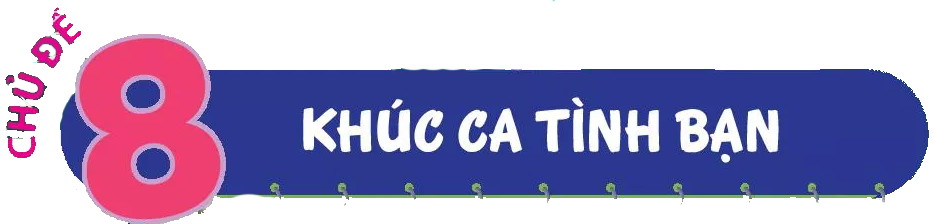 CHỦ ĐỀ
8
KHÚC CA TÌNH BẠN